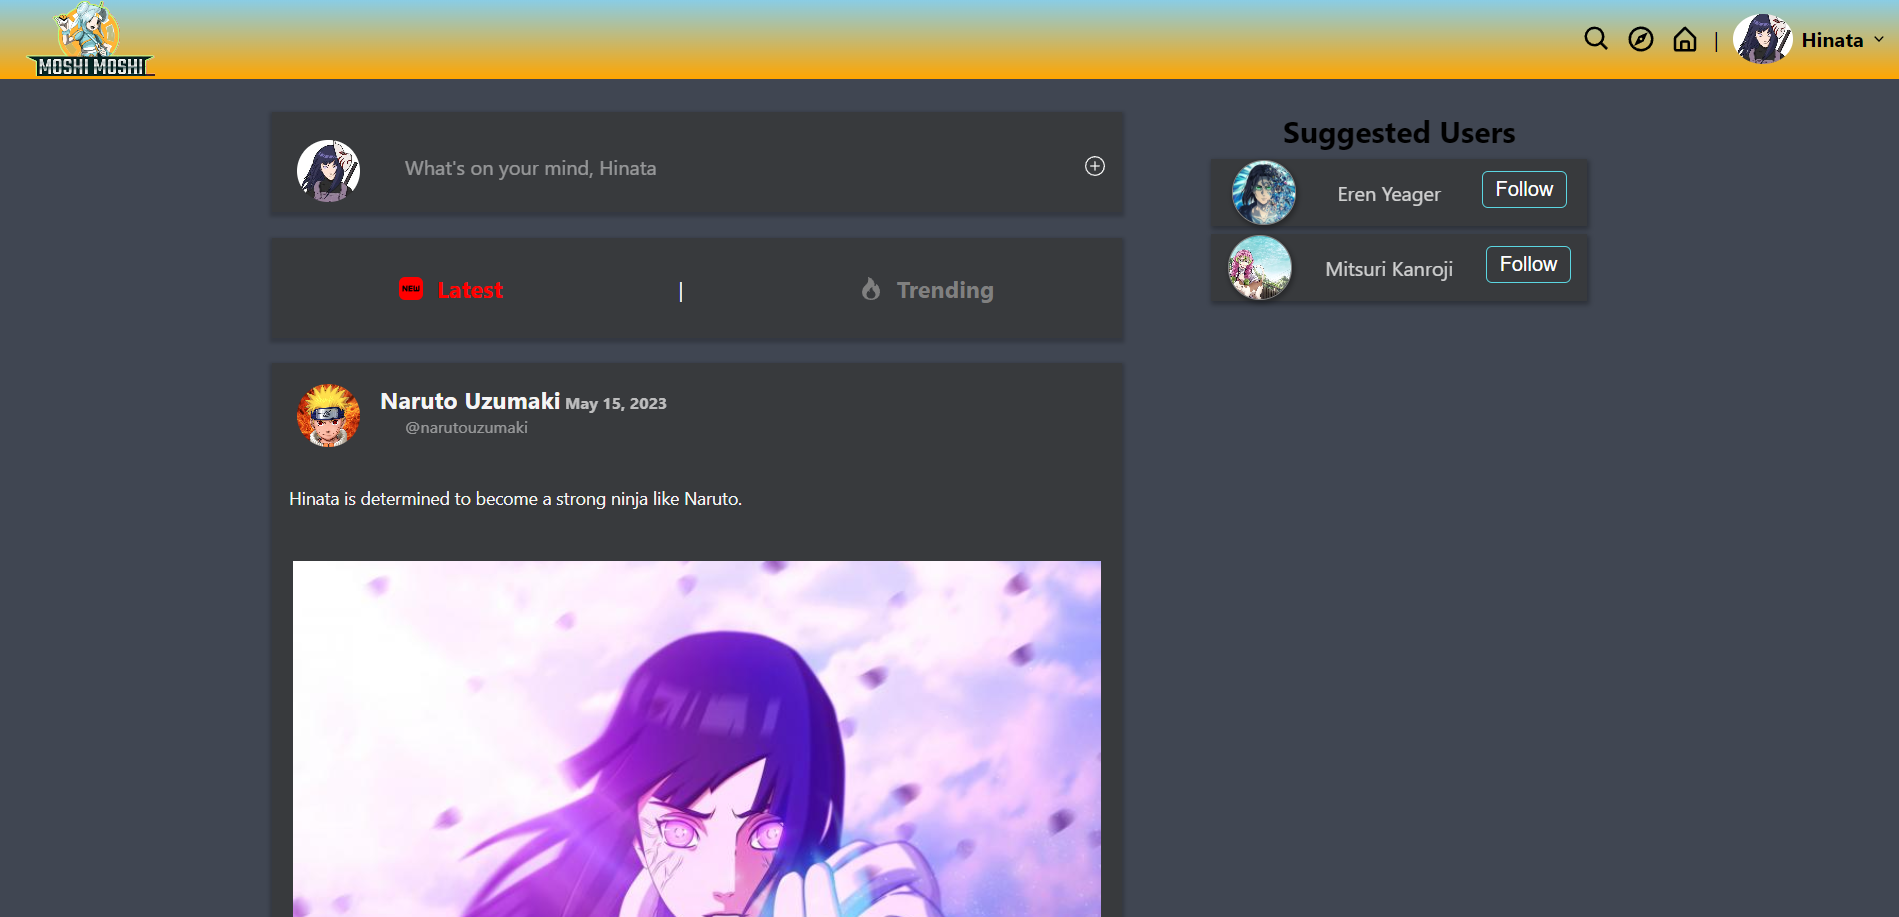 MOSHI MOSHI
| Hinata
What's on your mind, Hinata
NEW Latest | Trending
Naruto Uzumaki May 15, 2023
@narutouzumaki
Hinata is determined to become a strong ninja like Naruto.
Suggested Users
Eren Yeager Follow
Mitsuri Kanroji Follow